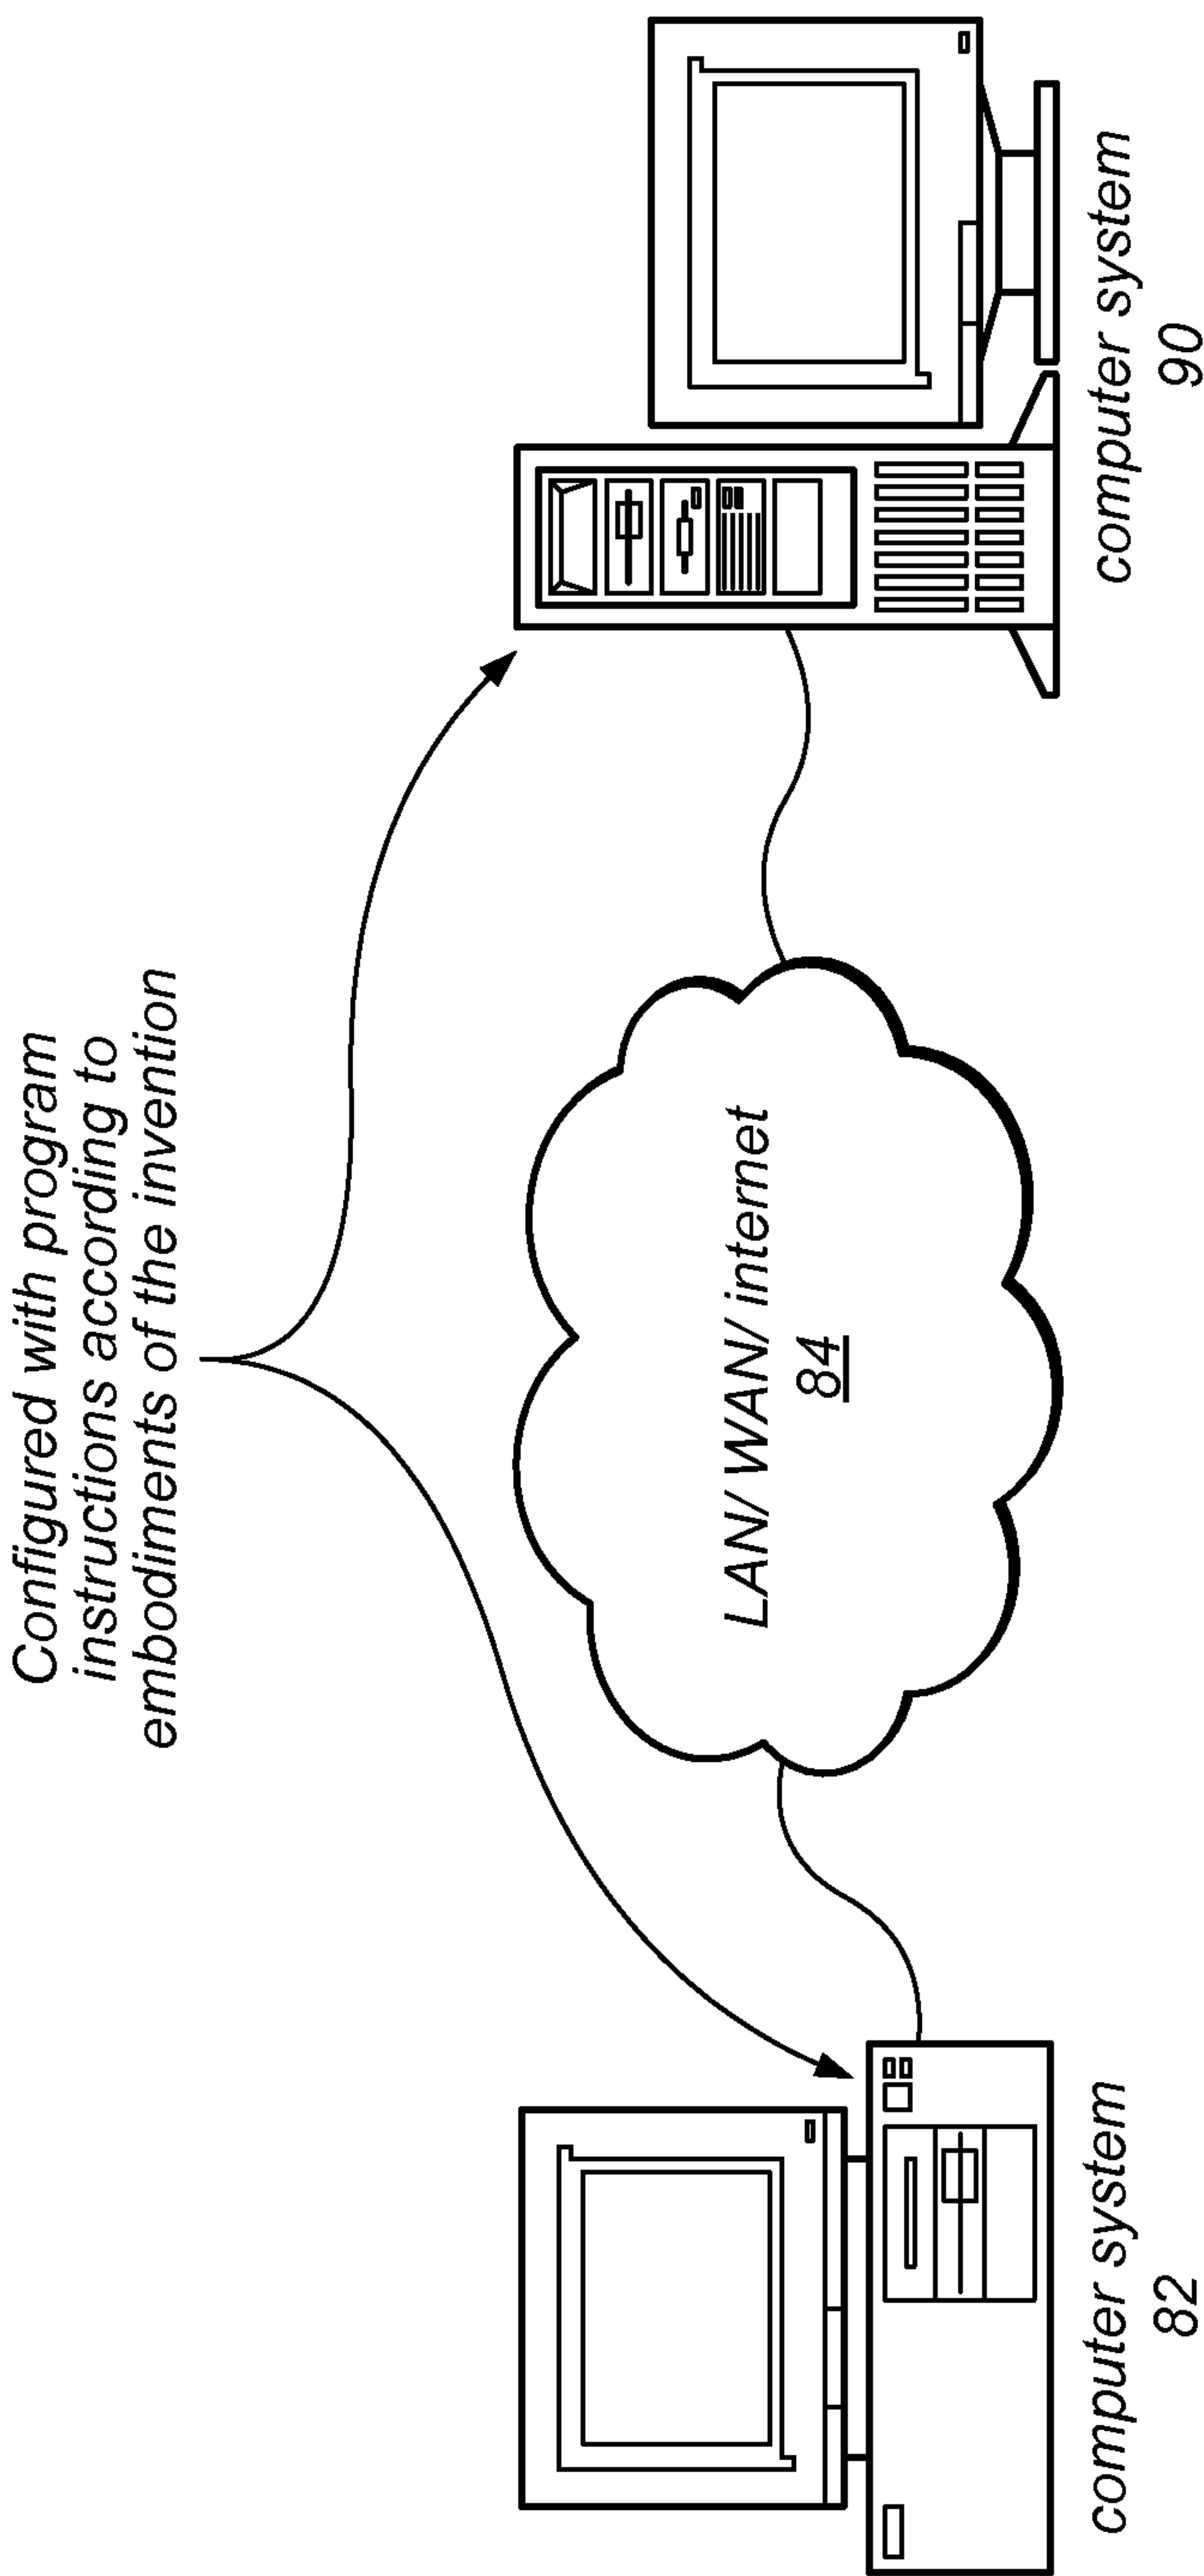 Configured with program
instructions according to
embodiments of the invention
LAN/ WAN/ internet
84
computer system
82
computer system
90